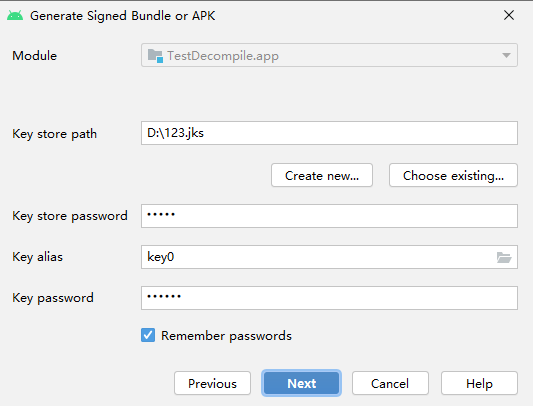 Generate Signed Bundle or APK
Module
TestDecompile.app
Key store path
D:\123.jks
Create new...
Choose existing...
Key store password
•••••
Key alias
key0
Key password
••••••
Remember passwords
Previous
Next
Cancel
Help